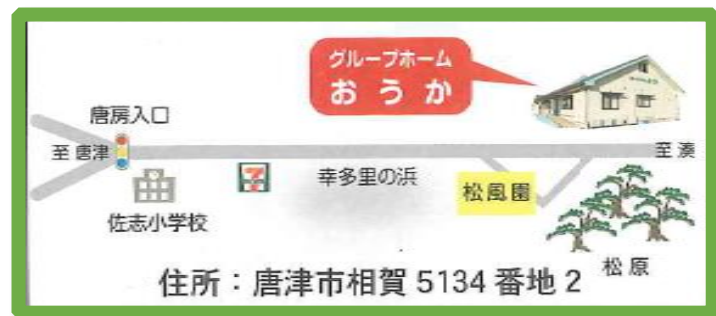 グループホーム
おうか
唐房入口
至 唐津
至 湊
7
幸多里の浜
松風園
佐志小学校
松原
住所：唐津市相賀 5134 番地 2